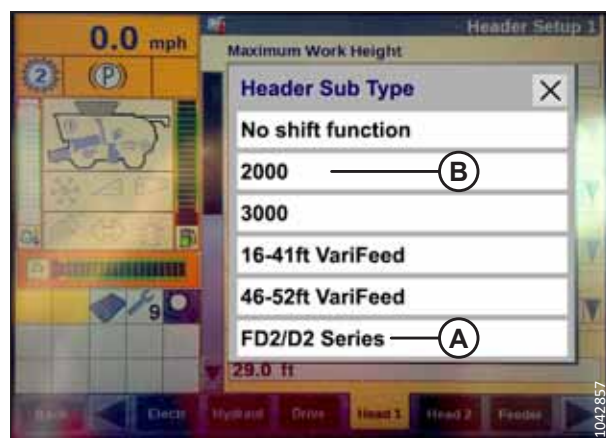 0.0 mph
Header Setup 1
Maximum Work Height
2
P
Header Sub Type
No shift function
2000
B
3000
16-41ft VariFeed
46-52ft VariFeed
FD2/D2 Series
A
9
29.0 ft
Back
Electr
Hydraul
Drive
Head 1
Head 2
Feeder
1042857